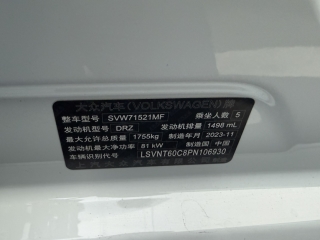 大众汽车(VOLKSWAGEN)牌
整车型号 SVW71521MF 乘坐人数 5
发动机型号 DRZ 发动机排量 1498 mL
最大允许总质量 1755kg 制造年月 2023-11
发动机最大净功率 81 kW 制造国 中国
车辆识别代号 LSVNT60C8PN106930